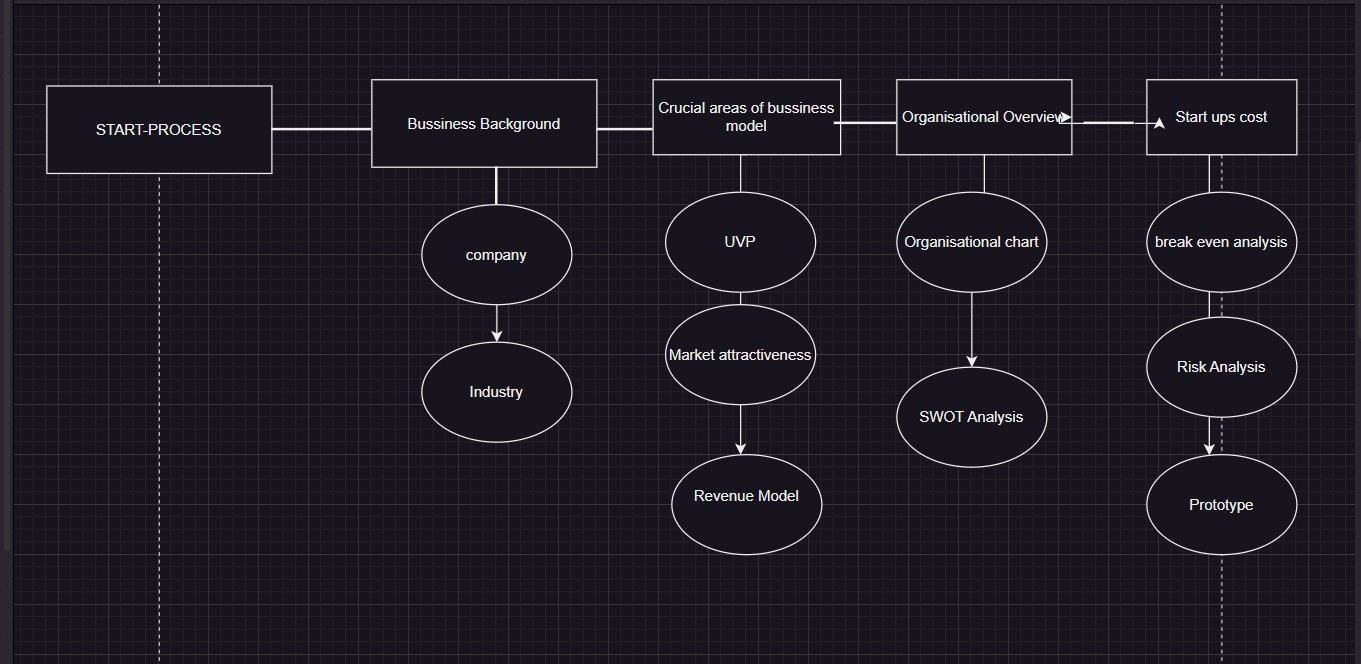 START-PROCESS
Bussiness Background
Crucial areas of bussiness
model
Organisational Overview
Start ups cost
company
Industry
UVP
Market attractiveness
Revenue Model
Organisational chart
SWOT Analysis
break even analysis
Risk Analysis
Prototype